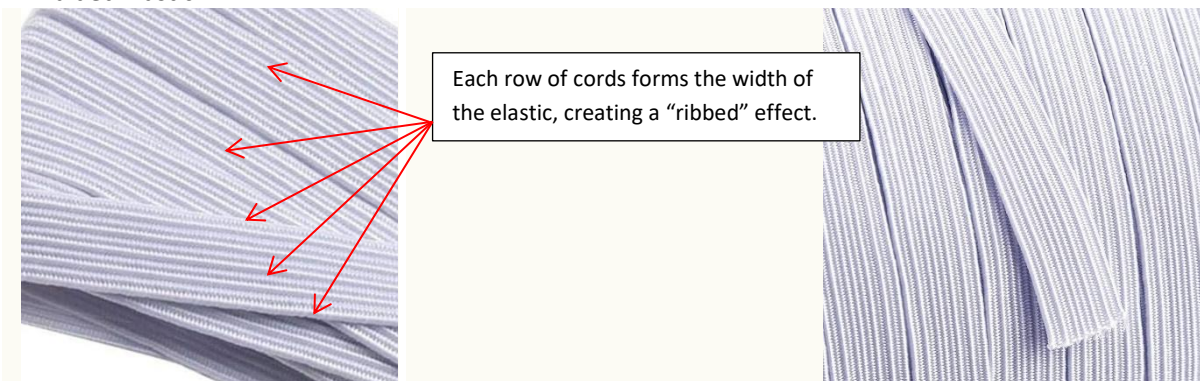 Each row of cords forms the width of
the elastic, creating a “ribbed” effect.